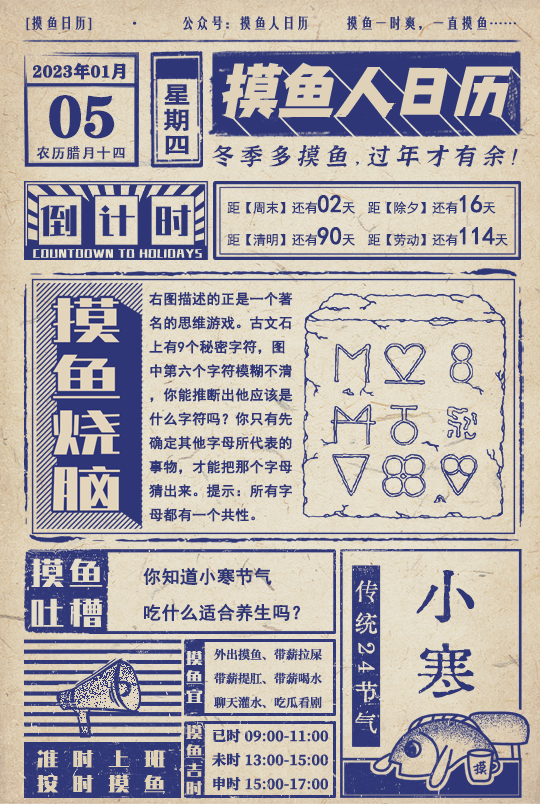 [摸鱼日历]
公众号：摸鱼人日历
摸鱼一时爽，一直摸鱼……
2023年01月
05
农历腊月十四
星期四
摸鱼人日历
冬季多摸鱼，过年才有余！
倒计时
COUNTDOWN TO HOLIDAYS
距【周末】还有02天 距【除夕】还有16天
距【清明】还有90天 距【劳动】还有114天
摸鱼烧脑
右图描述的正是一个著
名的思维游戏。古文石
上有9个秘密字符，图
中第六个字符模糊不清
，你能推断出他应该是
什么字符吗？你只有先
确定其他字母所代表的
事物，才能把那个字母
猜出来。提示：所有字
母都有一个共性。
摸鱼
吐槽
你知道小寒节气
吃什么适合养生吗？
准时上班
按时摸鱼
摸鱼宜
外出摸鱼、带薪拉屎
带薪提肛、带薪喝水
聊天灌水、吃瓜看剧
摸鱼吉时
巳时 09:00-11:00
未时 13:00-15:00
申时 15:00-17:00
传统24节气
小寒
摸